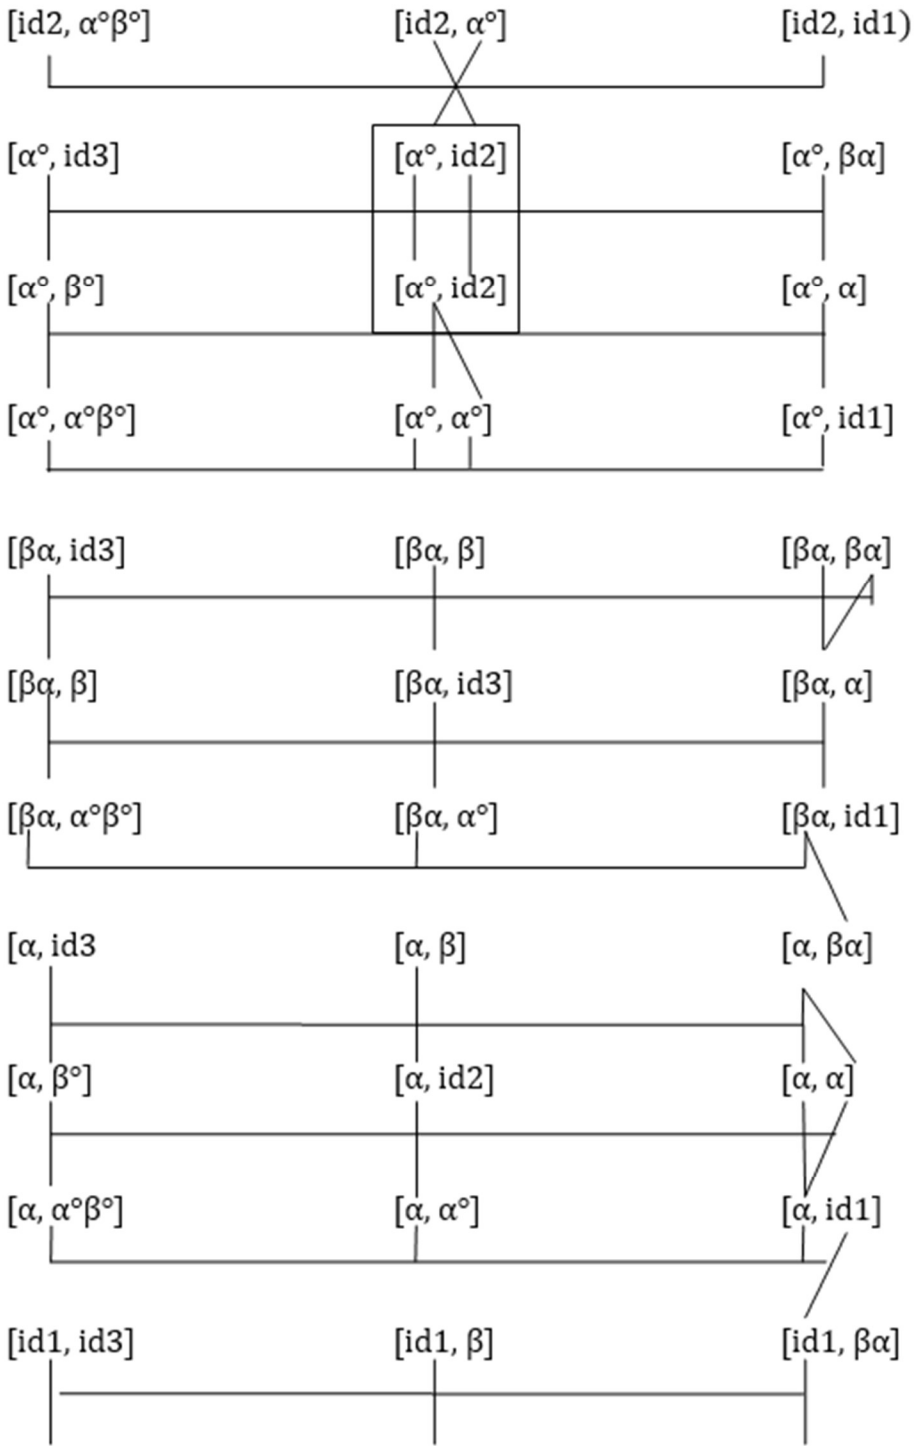 [id2, α°β°] [id2, α°] [id2, id1)
[α°, id3] [α°, id2] [α°, βα]
[α°, β°] [α°, id2] [α°, α]
[α°, α°β°] [α°, α°] [α°, id1]
[βα, id3] [βα, β] [βα, βα]
[βα, β] [βα, id3] [βα, α]
[βα, α°β°] [βα, α°] [βα, id1]
[α, id3 [α, β] [α, βα]
[α, β°] [α, id2] [α, α]
[α, α°β°] [α, α°] [α, id1]
[id1, id3] [id1, β] [id1, βα]